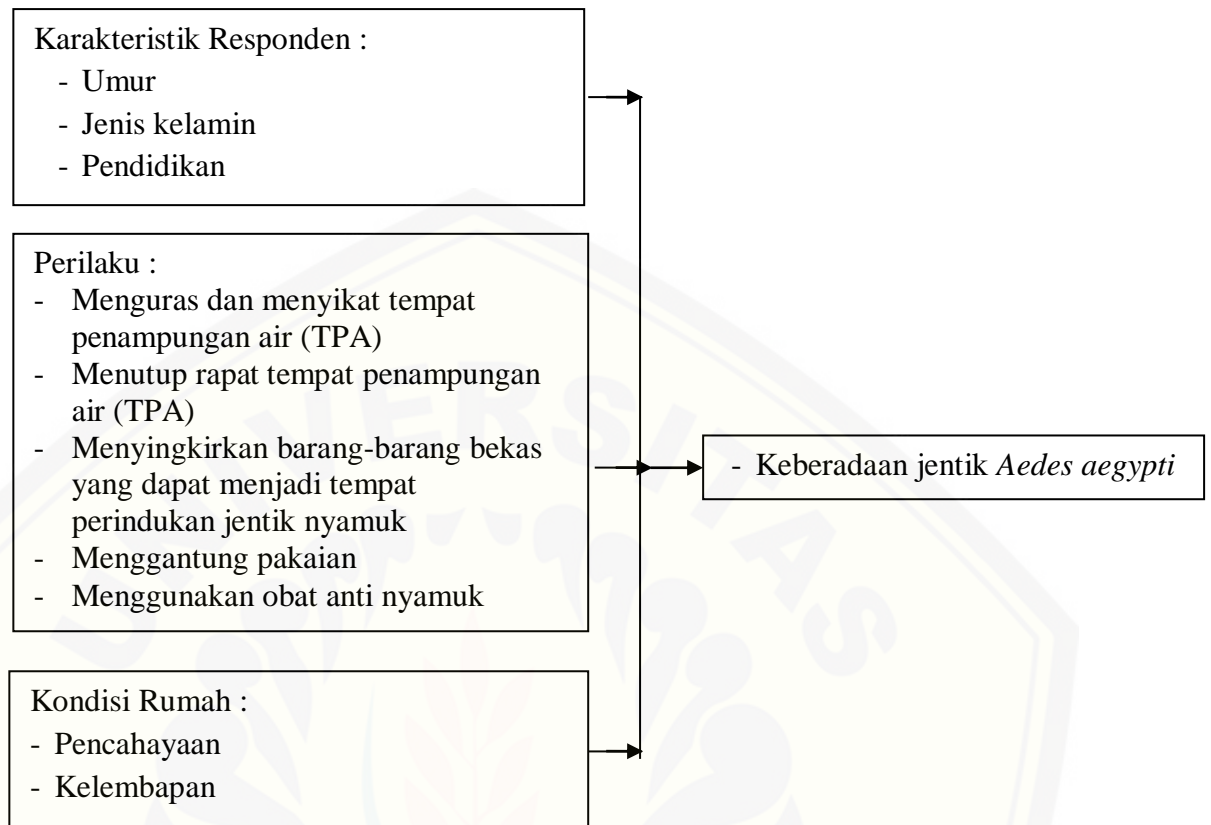 Karakteristik Responden :
- Umur
- Jenis kelamin
- Pendidikan
Perilaku :
- Menguras dan menyikat tempat
penampungan air (TPA)
- Menutup rapat tempat penampungan
air (TPA)
- Menyingkirkan barang-barang bekas
yang dapat menjadi tempat
perindukan jentik nyamuk
- Menggantung pakaian
- Menggunakan obat anti nyamuk
- Keberadaan jentik Aedes aegypti
Kondisi Rumah :
- Pencahayaan
- Kelembapan
UNIVERSITAS